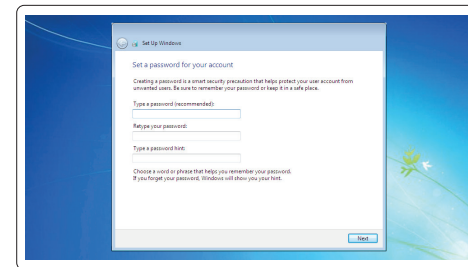 Set Up Windows
Set a password for your account
Creating a password is a smart security precaution that helps protect your user account from
unwanted users. Be sure to remember your password or keep it in a safe place.
Type a password (recommended):
Retype your password:
Type a password hint:
Choose a word or phrase that helps you remember your password.
If you forget your password, Windows will show you your hint.
Next